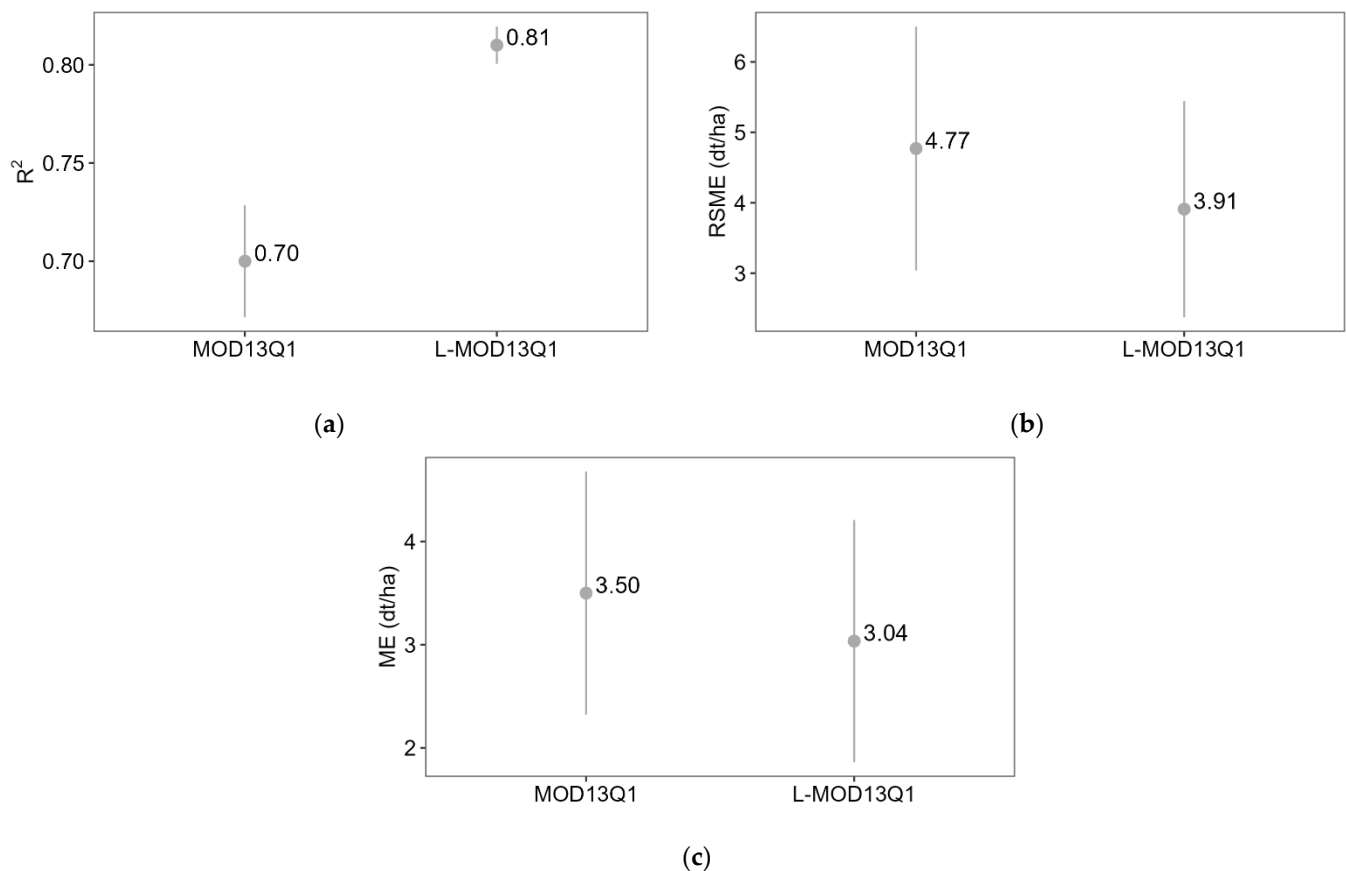 R²
0.80
0.75
0.70
0.81
0.70
MOD13Q1 L-MOD13Q1
(a)
RSME (dt/ha)
6
5
4
3
4.77
3.91
MOD13Q1 L-MOD13Q1
(b)
ME (dt/ha)
4
3
2
3.50
3.04
MOD13Q1 L-MOD13Q1
(c)